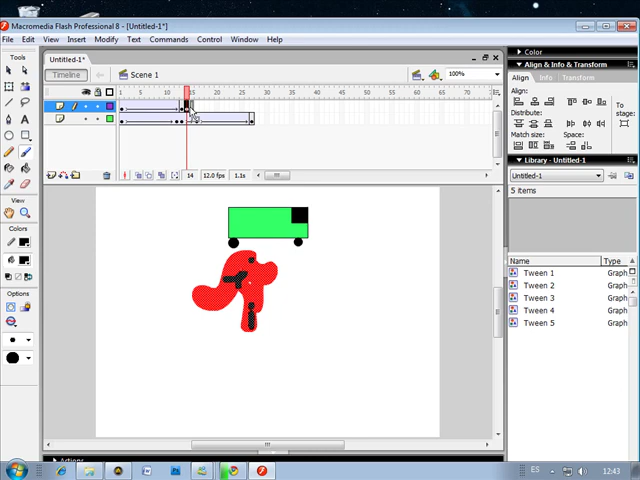 Macromedia Flash Professional 8 - [Untitled-1*]
File Edit View Insert Modify Text Commands Control Window Help
Tools
View
Colors
Options
Untitled-1*
Timeline
Scene 1
100%
1 5 10 15 20 25 30 35 40 45 50 55 60 65 70 75
14 12.0 fps 1.1s
Actions
Color
Align & Info & Transform
Align Info Transform
Align:
Distribute:
Match size: Space:
To stage:
Library - Untitled-1
Untitled-1
5 items
Name Type
Tween 1 Graph
Tween 2 Graph
Tween 3 Graph
Tween 4 Graph
Tween 5 Graph
ES 12:43